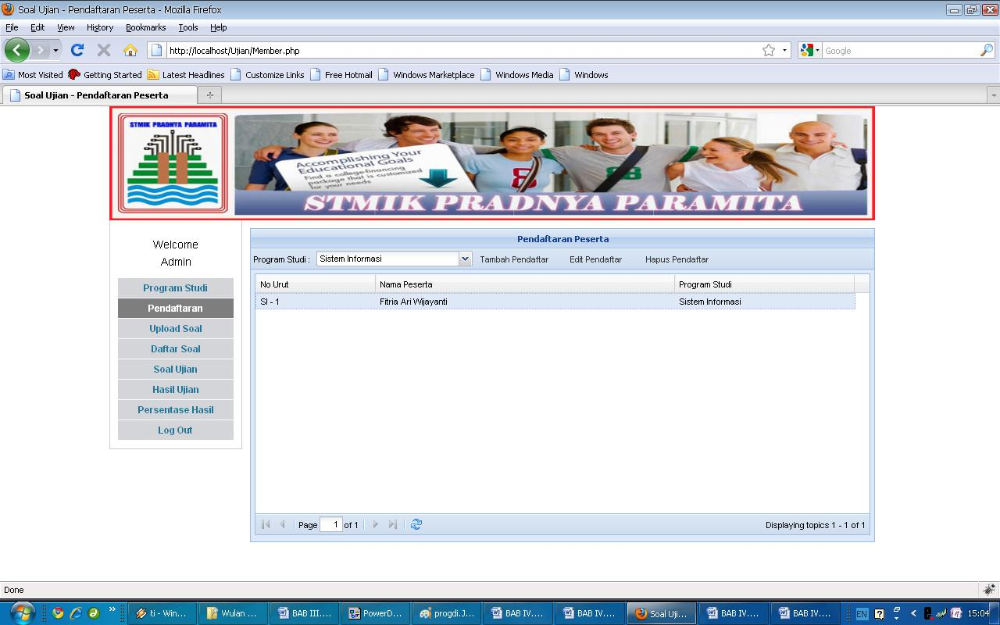 Soal Ujian - Pendaftaran Peserta - Mozilla Firefox
File Edit View History Bookmarks Tools Help
http://localhost/Ujian/Member.php
Google
Most Visited Getting Started Latest Headlines Customize Links Free Hotmail Windows Marketplace Windows Media Windows
Soal Ujian - Pendaftaran Peserta
STMIK PRADNYA PARAMITA
Accomplishing Your
Educational Goals
Find a college-financing
package that is customized
for your needs
STMIK PRADNYA PARAMITA
Welcome
Admin
Program Studi
Pendaftaran
Upload Soal
Daftar Soal
Soal Ujian
Hasil Ujian
Persentase Hasil
Log Out
Pendaftaran Peserta
Program Studi : Sistem Informasi Tambah Pendaftar Edit Pendaftar Hapus Pendaftar
No Urut Nama Peserta Program Studi
SI - 1 Fitria Ari Wijayanti Sistem Informasi
Page 1 of 1 Displaying topics 1 - 1 of 1
Done
ti - Win... Wulan ... BAB III.... PowerD... progdi.J... BAB IV.... BAB IV.... Soal Uji... BAB IV.... BAB IV.... EN 15:04